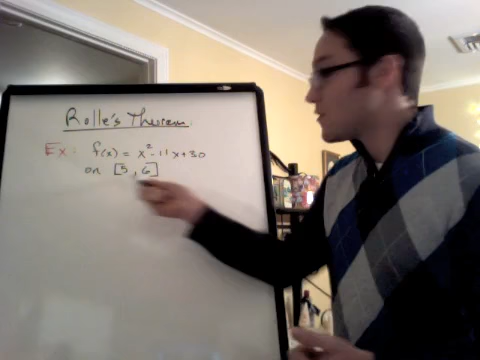 Rolle's Theorem
Ex: f(x) = x² - 11x + 30
on [5, 6]